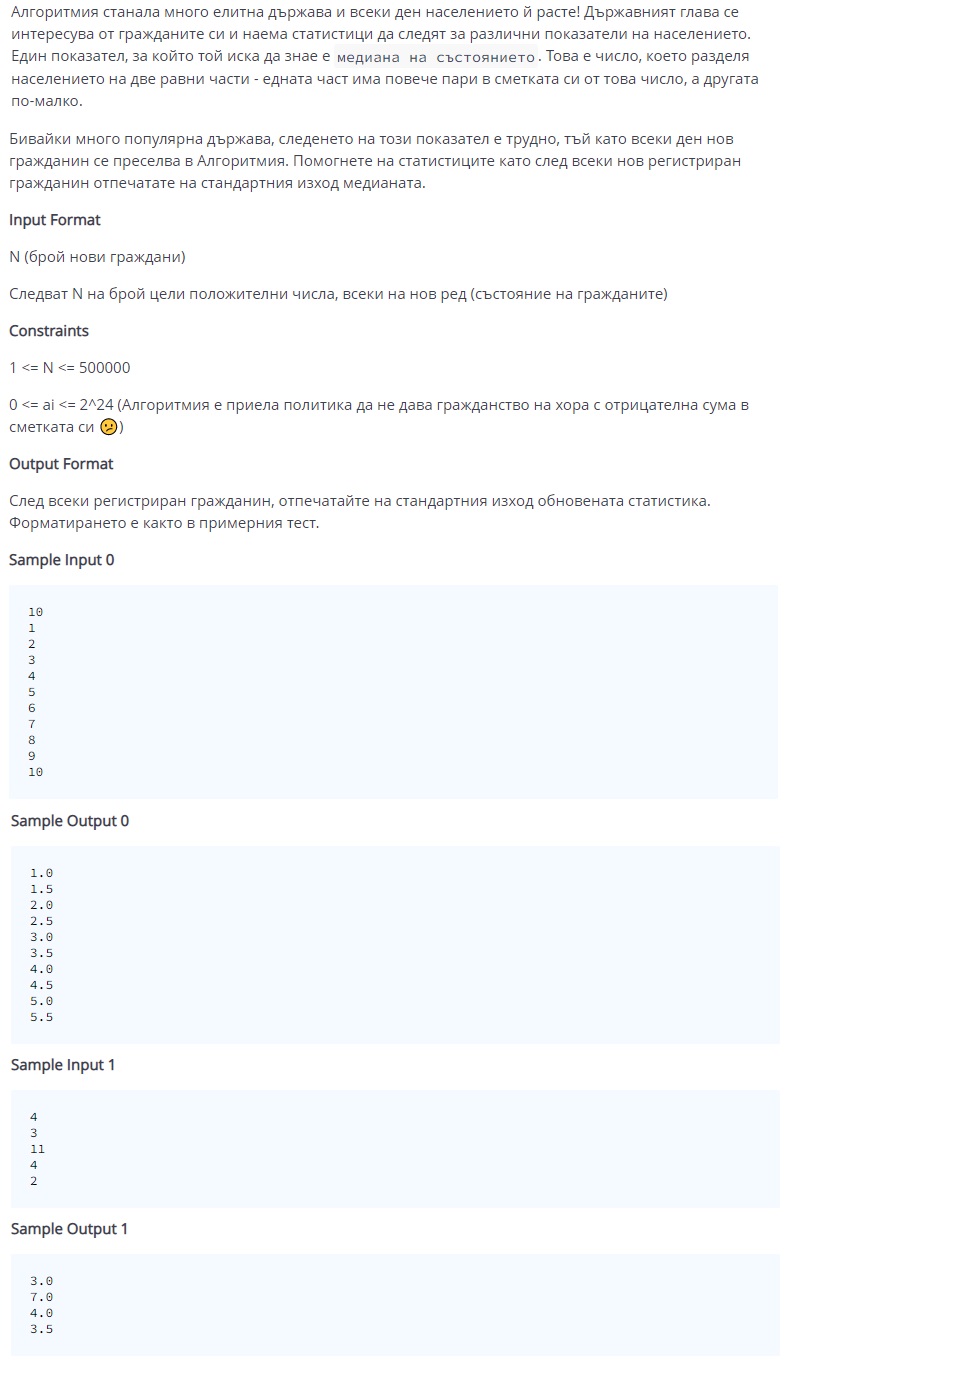 Алгоритмия станала много елитна държава и всеки ден населението й расте! Държавният глава се
интересува от гражданите си и наема статистици да следят за различни показатели на населението.
Един показател, за който той иска да знае е медиана на състоянието. Това е число, което разделя
населението на две равни части - едната част има повече пари в сметката си от това число, а другата
по-малко.
Бивайки много популярна държава, следенето на този показател е трудно, тъй като всеки ден нов
гражданин се преселва в Алгоритмия. Помогнете на статистиците като след всеки нов регистриран
гражданин отпечатате на стандартния изход медианата.
Input Format
N (брой нови граждани)
Следват N на брой цели положителни числа, всеки на нов ред (състояние на гражданите)
Constraints
1 <= N <= 500000
0 <= ai <= 2^24 (Алгоритмия е приела политика да не дава гражданство на хора с отрицателна сума в
сметката си 😕)
Output Format
След всеки регистриран гражданин, отпечатайте на стандартния изход обновената статистика.
Форматирането е както в примерния тест.
Sample Input 0
10
1
2
3
4
5
6
7
8
9
10
Sample Output 0
1.0
1.5
2.0
2.5
3.0
3.5
4.0
4.5
5.0
5.5
Sample Input 1
4
3
11
4
2
Sample Output 1
3.0
7.0
4.0
3.5